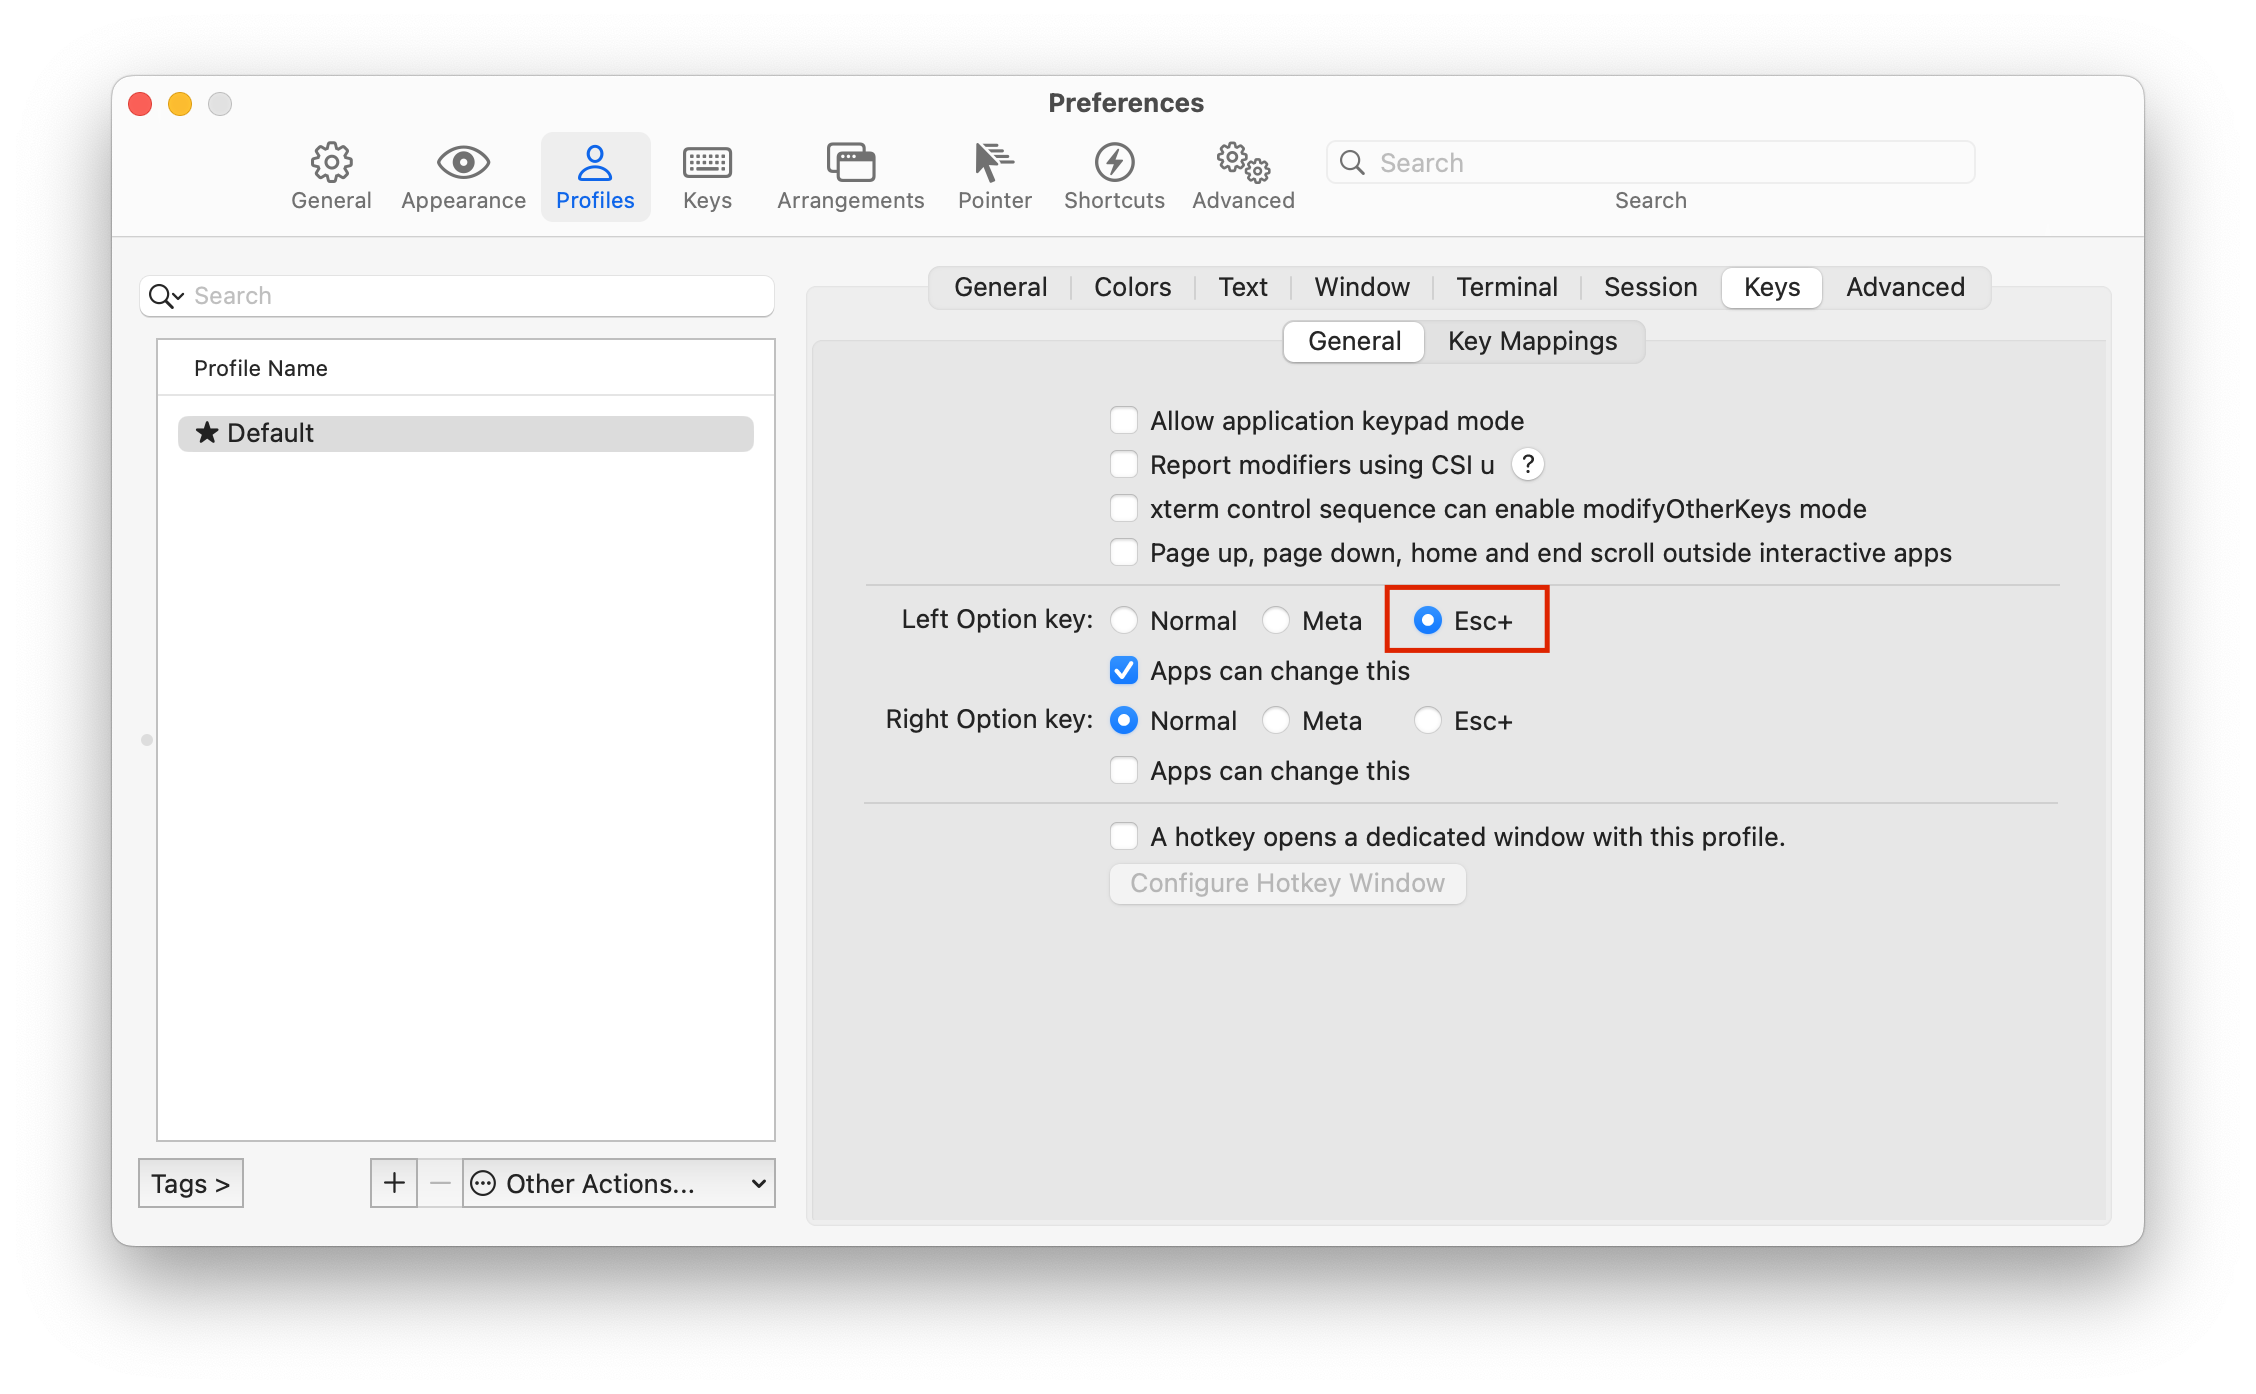 Preferences
General Appearance Profiles Keys Arrangements Pointer Shortcuts Advanced Search
Search
Search
Profile Name
★ Default
Tags >
+ − Other Actions...
General Colors Text Window Terminal Session Keys Advanced
General Key Mappings
Allow application keypad mode
Report modifiers using CSI u ?
xterm control sequence can enable modifyOtherKeys mode
Page up, page down, home and end scroll outside interactive apps
Left Option key: Normal Meta Esc+
Apps can change this
Right Option key: Normal Meta Esc+
Apps can change this
A hotkey opens a dedicated window with this profile.
Configure Hotkey Window